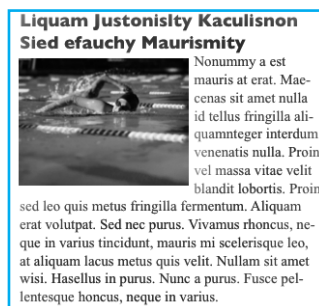 Liquam Justonislty Kaculisnon
Sied efauchy Maurismity
Nonummy a est
mauris at erat. Mae-
cenas sit amet nulla
id tellus fringilla ali-
quamnteger interdum
venenatis nulla. Proin
vel massa vitae velit
blandit lobortis. Proin
sed leo quis metus fringilla fermentum. Aliquam
erat volutpat. Sed nec purus. Vivamus rhoncus, ne-
que in varius tincidunt, mauris mi scelerisque leo,
at aliquam lacus metus quis velit. Nullam sit amet
wisi. Hasellus in purus. Nunc a purus. Fusce pel-
lentesque honcus, neque in varius.